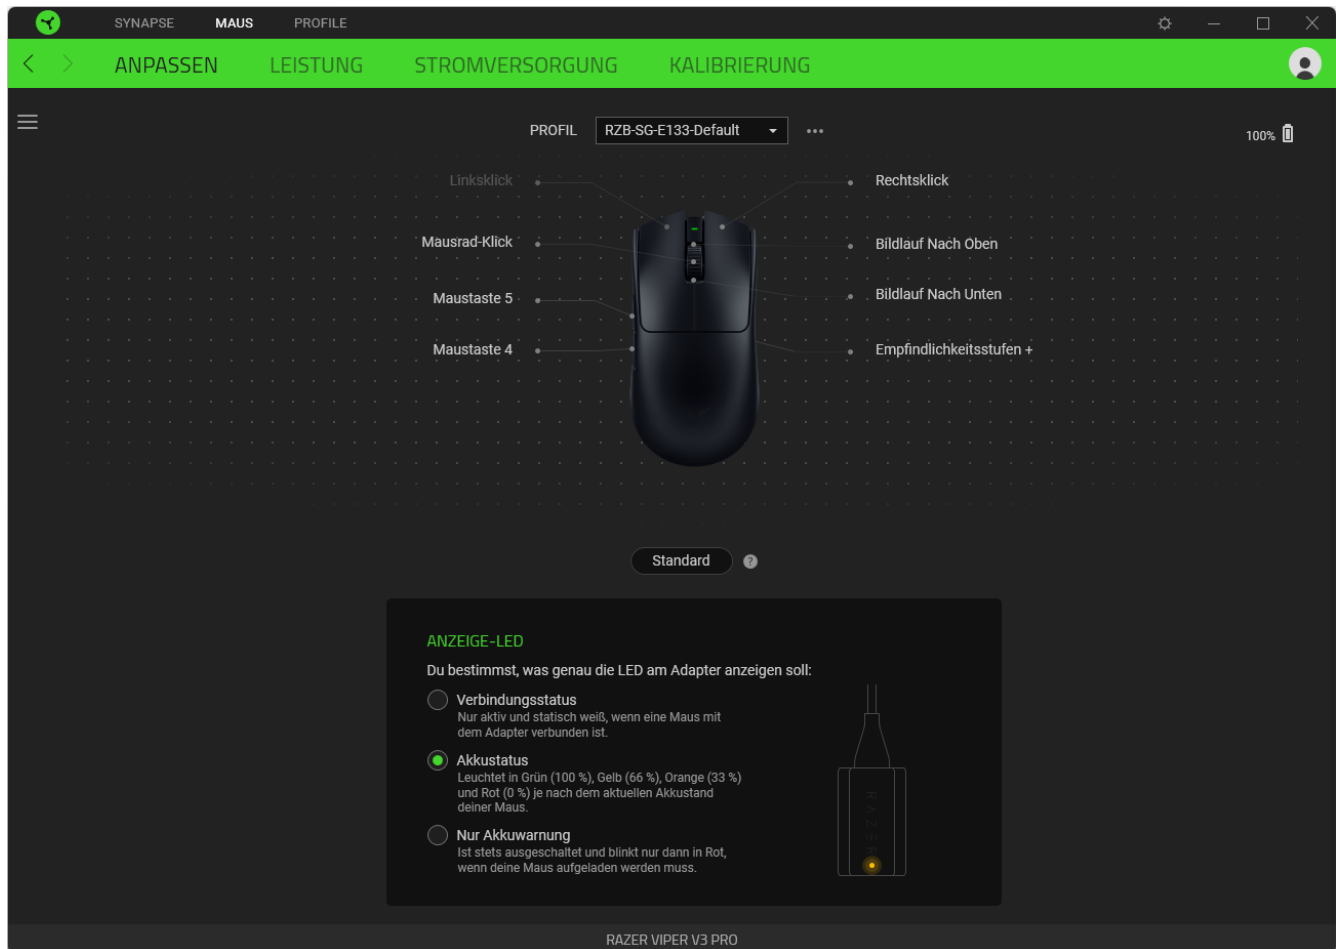 SYNAPSE MAUS PROFILE
ANPASSEN LEISTUNG STROMVERSORGUNG KALIBRIERUNG
PROFIL RZB-SG-E133-Default
100%
Linksklick
Rechtsklick
Mausrad-Klick
Bildlauf Nach Oben
Maustaste 5
Bildlauf Nach Unten
Maustaste 4
Empfindlichkeitsstufen +
Standard ?
ANZEIGE-LED
Du bestimmst, was genau die LED am Adapter anzeigen soll:
Verbindungsstatus
Nur aktiv und statisch weiß, wenn eine Maus mit
dem Adapter verbunden ist.
Akkustatus
Leuchtet in Grün (100 %), Gelb (66 %), Orange (33 %)
und Rot (0 %) je nach dem aktuellen Akkustand
deiner Maus.
Nur Akkuwarnung
Ist stets ausgeschaltet und blinkt nur dann in Rot,
wenn deine Maus aufgeladen werden muss.
RAZER
RAZER VIPER V3 PRO